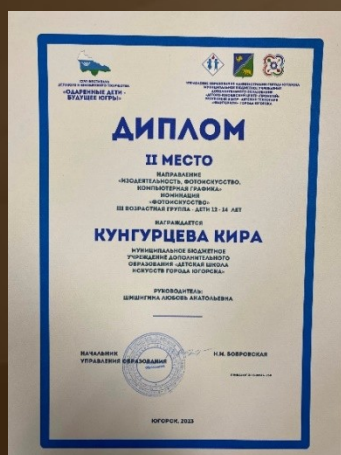 «ОДАРЕННЫЕ ДЕТИ -
БУДУЩЕЕ ЮГРЫ»
ДИПЛОМ
II МЕСТО
НАПРАВЛЕНИЕ
«ИЗОДЕЯТЕЛЬНОСТЬ, ФОТОИСКУССТВО,
КОМПЬЮТЕРНАЯ ГРАФИКА»
НОМИНАЦИЯ
«ФОТОИСКУССТВО»
III ВОЗРАСТНАЯ ГРУППА - ДЕТИ 12 - 14 ЛЕТ
НАГРАЖДАЕТСЯ
КУНГУРЦЕВА КИРА
МУНИЦИПАЛЬНОЕ БЮДЖЕТНОЕ
УЧРЕЖДЕНИЕ ДОПОЛНИТЕЛЬНОГО
ОБРАЗОВАНИЯ «ДЕТСКАЯ ШКОЛА
ИСКУССТВ ГОРОДА ЮГОРСКА»
РУКОВОДИТЕЛЬ:
ШИШИГИНА ЛЮБОВЬ АНАТОЛЬЕВНА
НАЧАЛЬНИК
УПРАВЛЕНИЯ ОБРАЗОВАНИЯ
Н.И. БОБРОВСКАЯ
ЮГОРСК, 2023